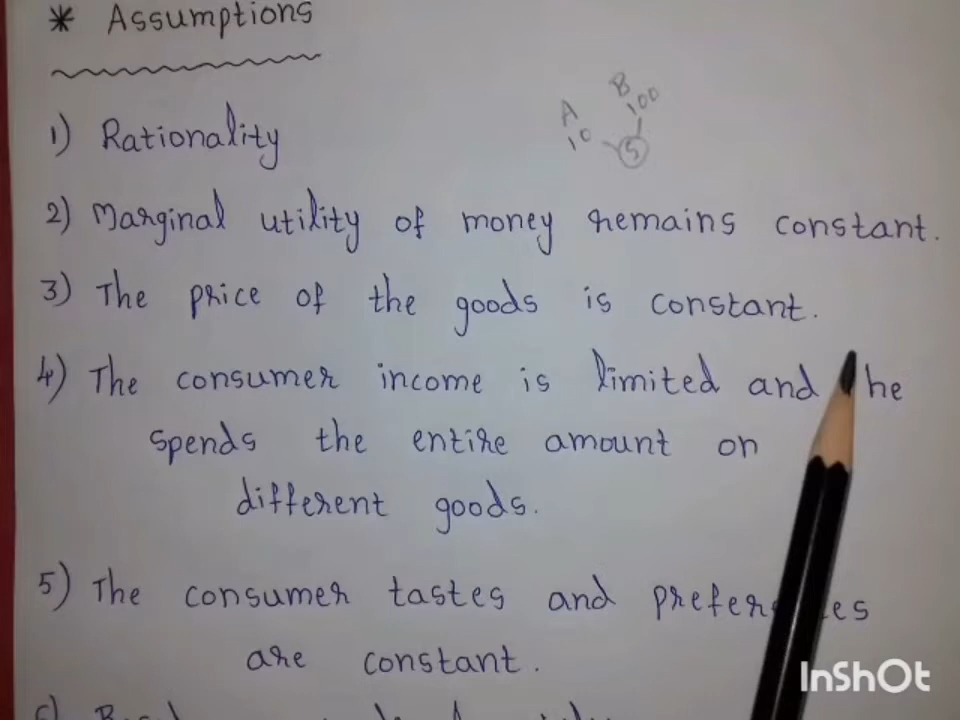 * Assumptions
A B
10 100
5
1) Rationality
2) Marginal utility of money remains constant.
3) The price of the goods is constant.
4) The consumer income is limited and he
spends the entire amount on
different goods.
5) The consumer tastes and preferences
are constant.
InShOt